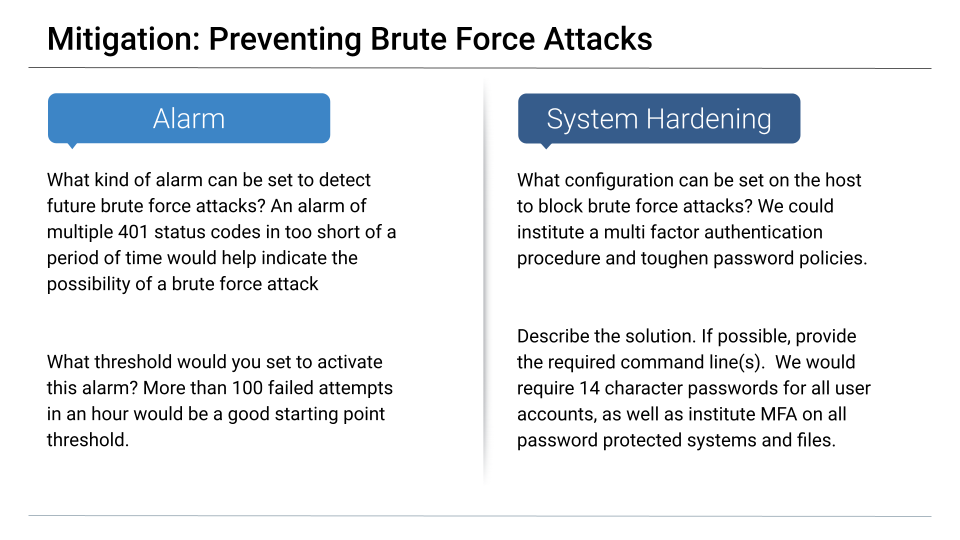 Mitigation: Preventing Brute Force Attacks
Alarm
What kind of alarm can be set to detect
future brute force attacks? An alarm of
multiple 401 status codes in too short of a
period of time would help indicate the
possibility of a brute force attack
What threshold would you set to activate
this alarm? More than 100 failed attempts
in an hour would be a good starting point
threshold.
System Hardening
What configuration can be set on the host
to block brute force attacks? We could
institute a multi factor authentication
procedure and toughen password policies.
Describe the solution. If possible, provide
the required command line(s).  We would
require 14 character passwords for all user
accounts, as well as institute MFA on all
password protected systems and files.